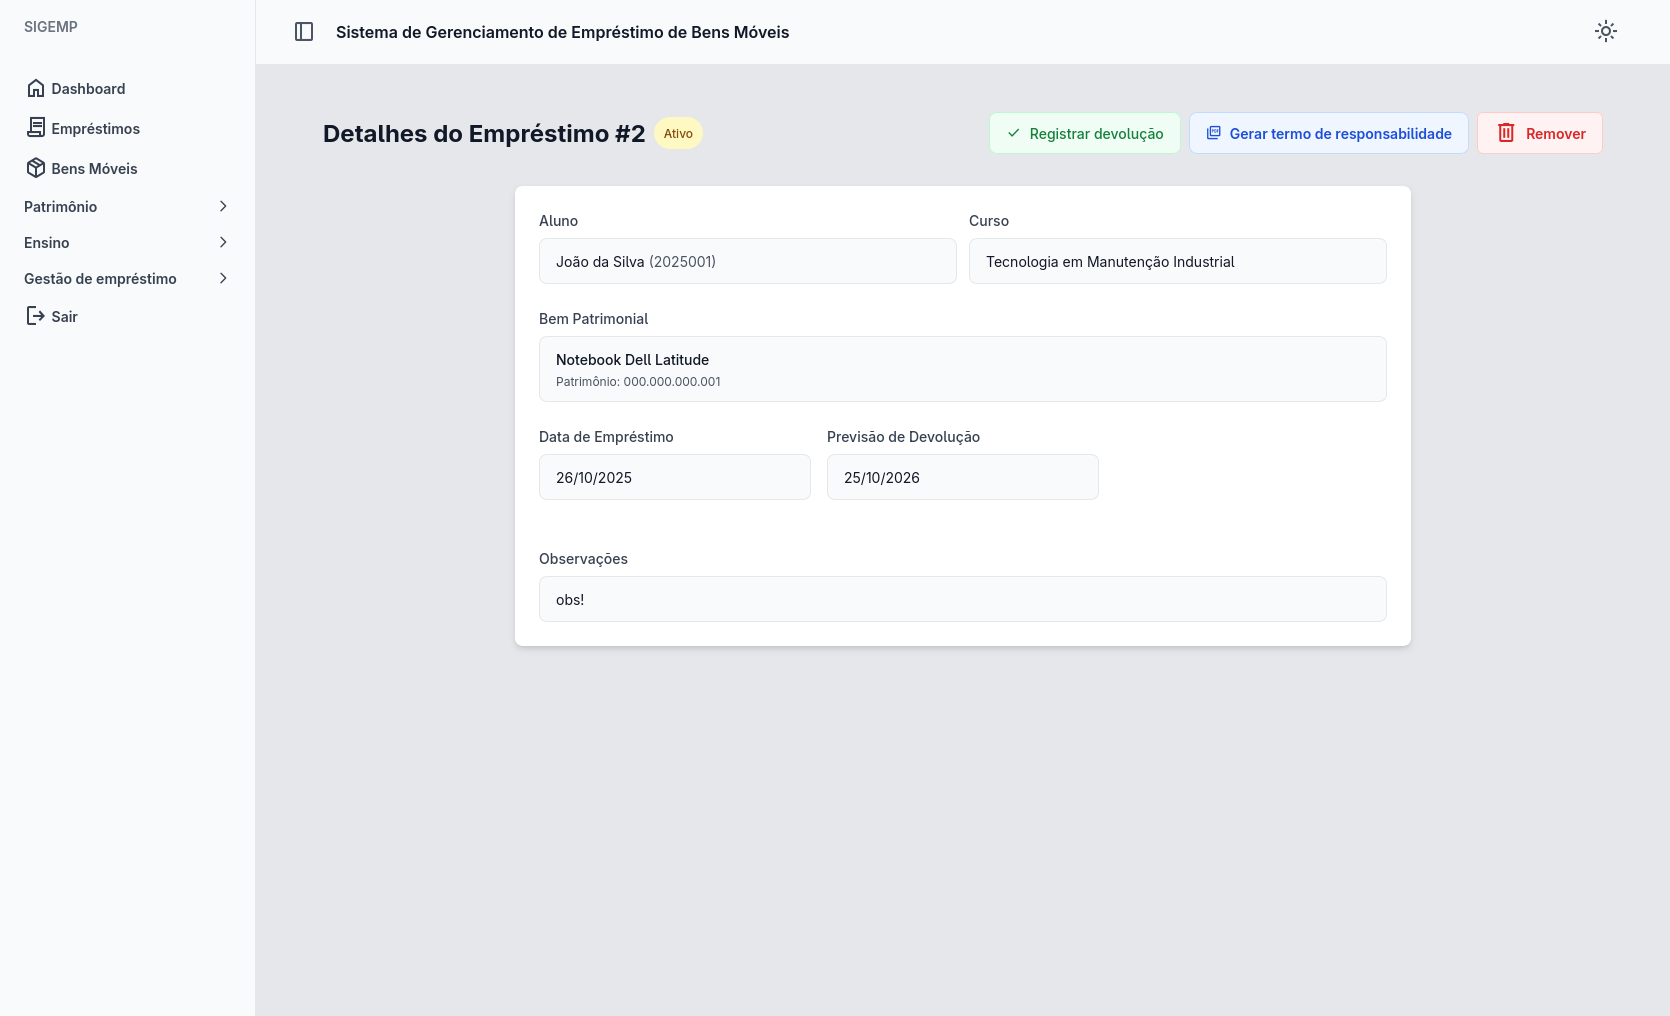 SIGEMP
Dashboard
Empréstimos
Bens Móveis
Patrimônio
Ensino
Gestão de empréstimo
Sair
Sistema de Gerenciamento de Empréstimo de Bens Móveis
Detalhes do Empréstimo #2 Ativo
Registrar devolução
Gerar termo de responsabilidade
Remover
Aluno
João da Silva (2025001)
Curso
Tecnologia em Manutenção Industrial
Bem Patrimonial
Notebook Dell Latitude
Patrimônio: 000.000.000.001
Data de Empréstimo
26/10/2025
Previsão de Devolução
25/10/2026
Observações
obs!